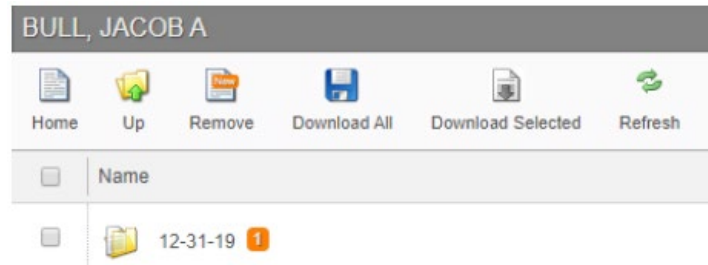 BULL, JACOB A
New
Home Up Remove Download All Download Selected Refresh
Name
12-31-19 1